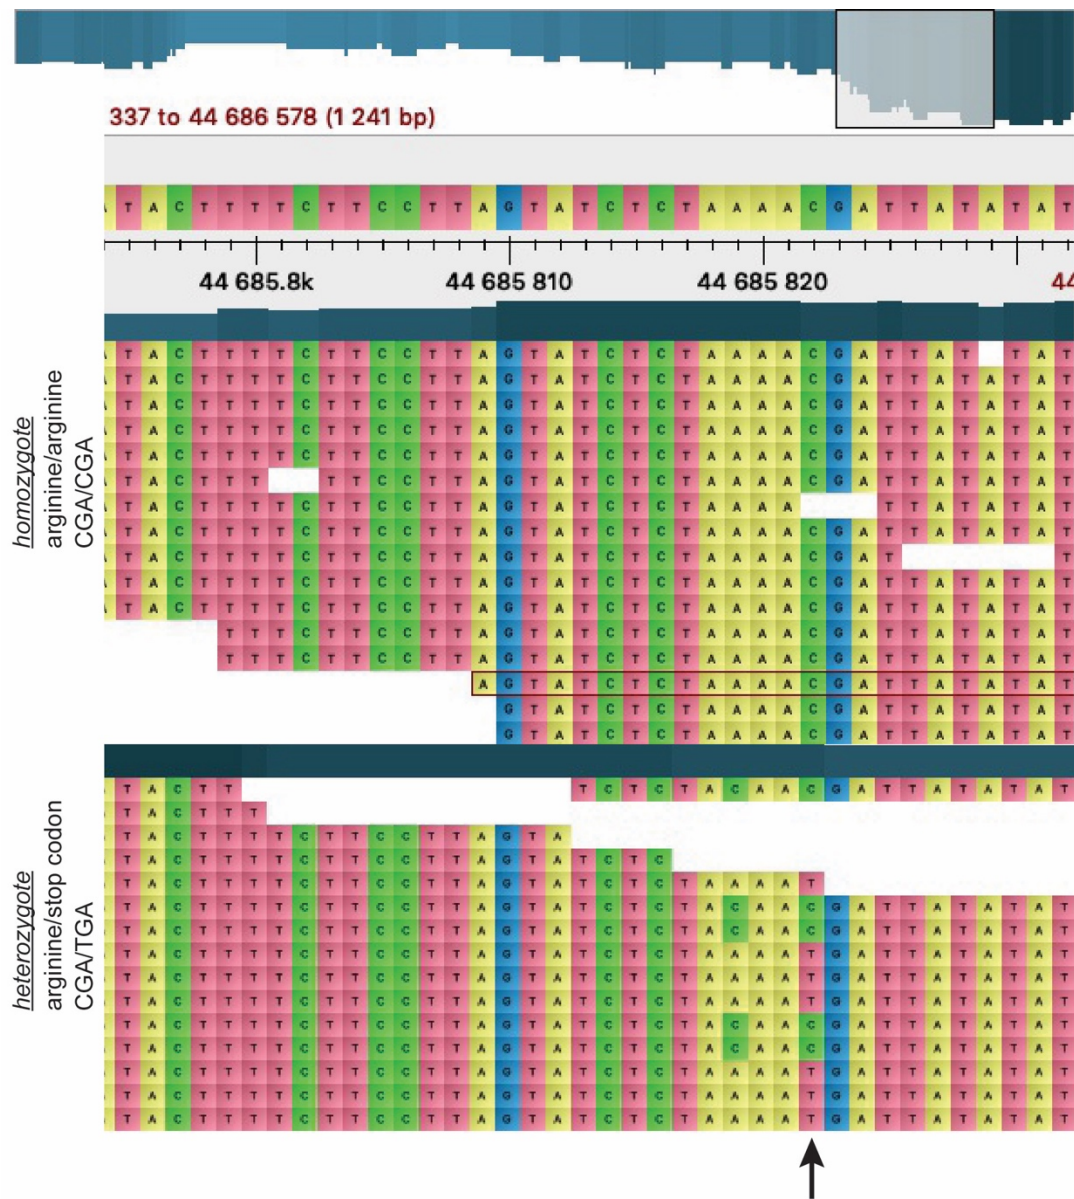 337 to 44 686 578 (1 241 bp)
T A C T T T T C T T C C T T A G T A T C T C T A A A A C G A T T A T A T A T
44 685.8k 44 685 810 44 685 820 44
homozygote
arginine/arginine
CGA/CGA
T A C T T T T C T T C C T T A G T A T C T C T A A A A C G A T T A T T A T
T A C T T T T C T T C C T T A G T A T C T C T A A A A C G A T T A T A T A T
T A C T T T T C T T C C T T A G T A T C T C T A A A A C G A T T A T A T A T
T A C T T T T C T T C C T T A G T A T C T C T A A A A C G A T T A T A T A T
T A C T T T T C T T C C T T A G T A T C T C T A A A A C G A T T A T A T A T
T A C T T T T T C C T T A G T A T C T C T A A A A C G A T T A T A T A T
T A C T T T T C T T C C T T A G T A T C T C T A A A A T T A T A T A T
T A C T T T T C T T C C T T A G T A T C T C T A A A A C G A T T A T A T A T
T A C T T T T C T T C C T T A G T A T C T C T A A A A C G A T T
T A C T T T T C T T C C T T A G T A T C T C T A A A A C G A T T A T A T A T
T A C T T T T C T T C C T T A G T A T C T C T A A A A C G A T T A T A T A T
T T T C T T C C T T A G T A T C T C T A A A A C G A T T A T A T A T
T T T C T T C C T T A G T A T C T C T A A A A C G A T T A T A T A T
A G T A T C T C T A A A A C G A T T A T A T A T
G T A T C T C T A A A A C G A T T A T A T A T
G T A T C T C T A A A A C G A T T A T A T A T
heterozygote
arginine/stop codon
CGA/TGA
T A C T T T C T C T A C A A C G A T T A T A T A T
T A C T T T
T A C T T T T C T T C C T T A G T A
T A C T T T T C T T C C T T A G T A T C T C
T A C T T T T C T T C C T T A G T A T C T C T A A A A T
T A C T T T T C T T C C T T A G T A T C T C T A C A A C G A T T A T A T A T
T A C T T T T C T T C C T T A G T A T C T C T A C A A C G A T T A T A T A T
T A C T T T T C T T C C T T A G T A T C T C T A A A A T G A T T A T A T A T
T A C T T T T C T T C C T T A G T A T C T C T A A A A T G A T T A T A T A T
T A C T T T T C T T C C T T A G T A T C T C T A A A A T G A T T A T A T A T
T A C T T T T C T T C C T T A G T A T C T C T A C A A C G A T T A T A T A T
T A C T T T T C T T C C T T A G T A T C T C T A C A A C G A T T A T A T A T
T A C T T T T C T T C C T T A G T A T C T C T A A A A T G A T T A T A T A T
T A C T T T T C T T C C T T A G T A T C T C T A A A A T G A T T A T A T A T
T A C T T T T C T T C C T T A G T A T C T C T A A A A T G A T T A T A T A T